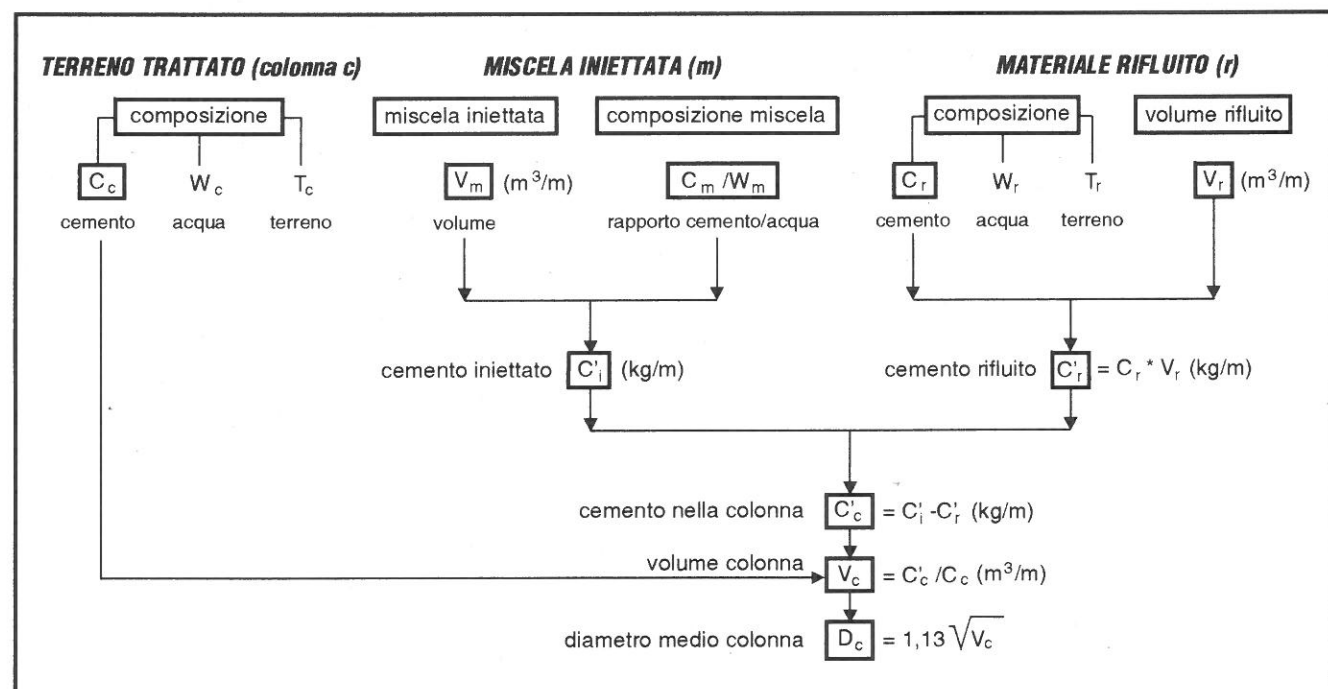 TERRENO TRATTATO (colonna c) MISCELA INIETTATA (m) MATERIALE RIFLUITO (r)
composizione miscela iniettata composizione miscela composizione volume rifluito
C_c W_c T_c V_m (m³/m) C_m /W_m C_r W_r T_r V_r (m³/m)
cemento acqua terreno volume rapporto cemento/acqua cemento acqua terreno
cemento iniettato C'_i (kg/m) cemento rifluito C'_r = C_r * V_r (kg/m)
cemento nella colonna C'_c = C'_i -C'_r (kg/m)
volume colonna V_c = C'_c /C_c (m³/m)
diametro medio colonna D_c = 1,13 √V_c